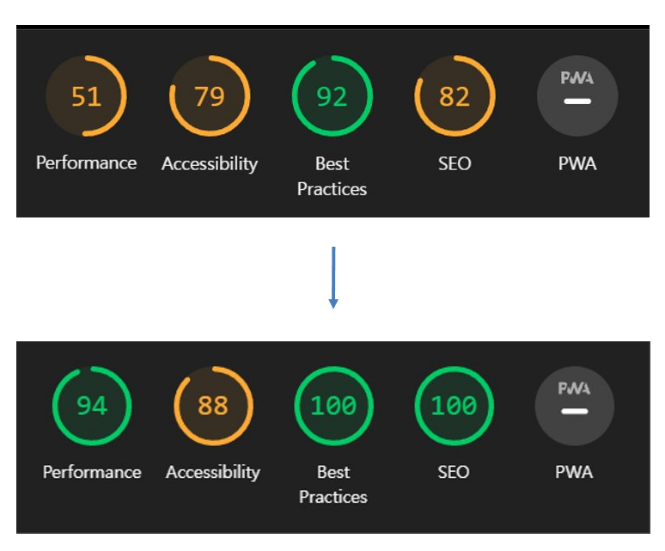 51 79 92 82 PWA
Performance Accessibility Best Practices SEO PWA
94 88 100 100 PWA
Performance Accessibility Best Practices SEO PWA